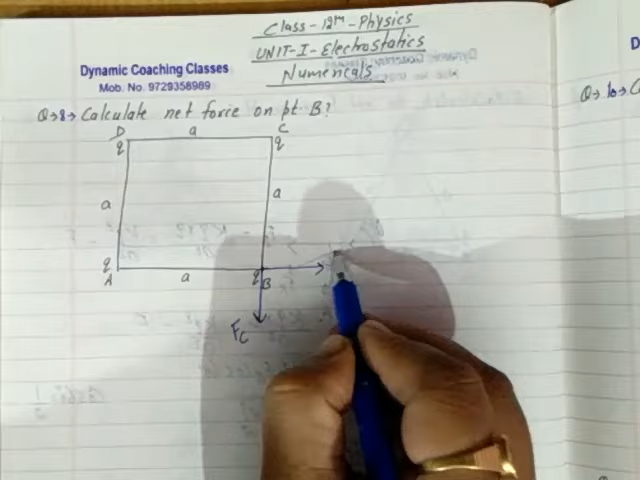 Class-12th-Physics
UNIT-I-Electrostatics
Numericals
Dynamic Coaching Classes
Mob. No. 9729358989
Q→8→ Calculate net force on pt. B?
D a C
q q
a a
q q
A a B
FC
D
Q→10→ C